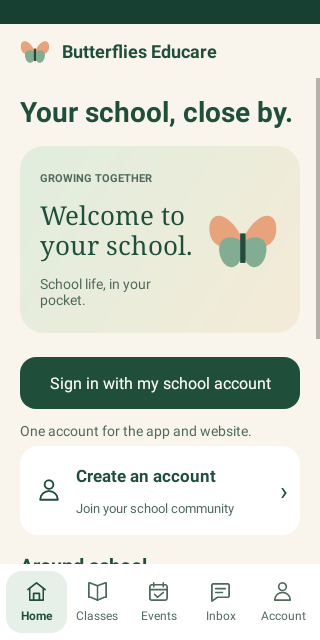 Butterflies Educare
Your school, close by.
GROWING TOGETHER
Welcome to
your school.
School life, in your
pocket.
Sign in with my school account
One account for the app and website.
Create an account
Join your school community
Around school
Home
Classes
Events
Inbox
Account